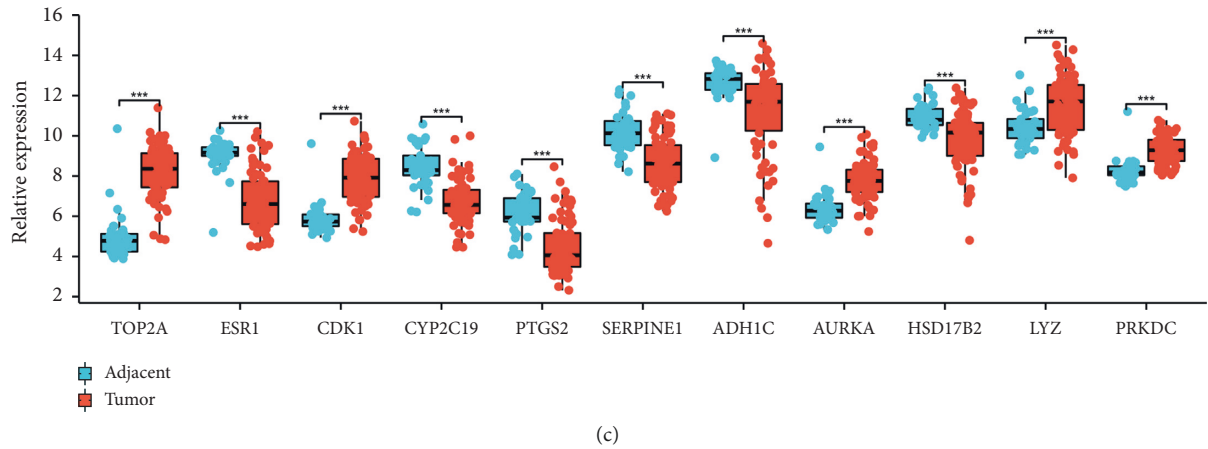 16
14
12
10
8
6
4
2
Relative expression
*** *** *** *** *** *** *** *** *** *** ***
TOP2A ESR1 CDK1 CYP2C19 PTGS2 SERPINE1 ADH1C AURKA HSD17B2 LYZ PRKDC
Adjacent
Tumor
(c)